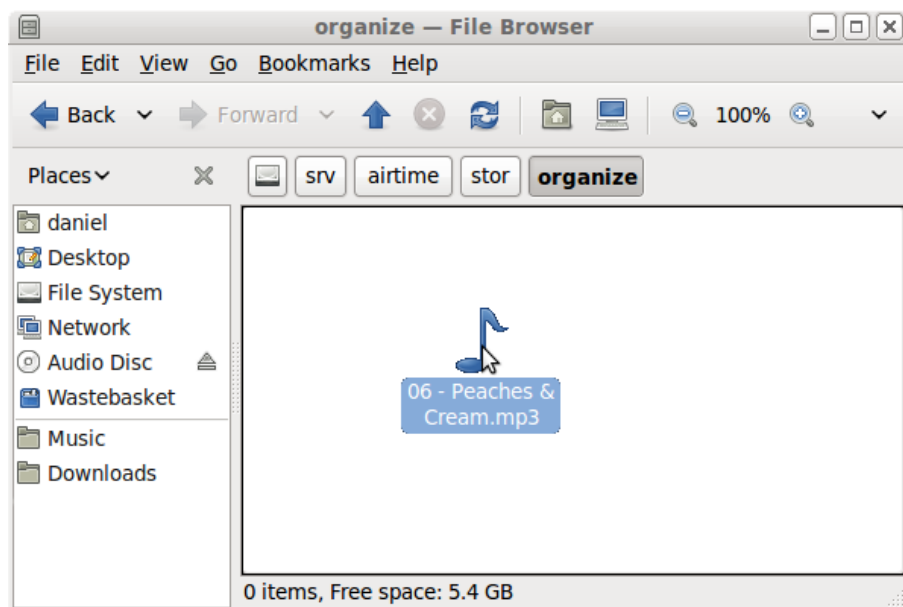 organize — File Browser
File Edit View Go Bookmarks Help
Back Forward 100%
Places srv airtime stor organize
daniel
Desktop
File System
Network
Audio Disc
Wastebasket
Music
Downloads
06 - Peaches &
Cream.mp3
0 items, Free space: 5.4 GB